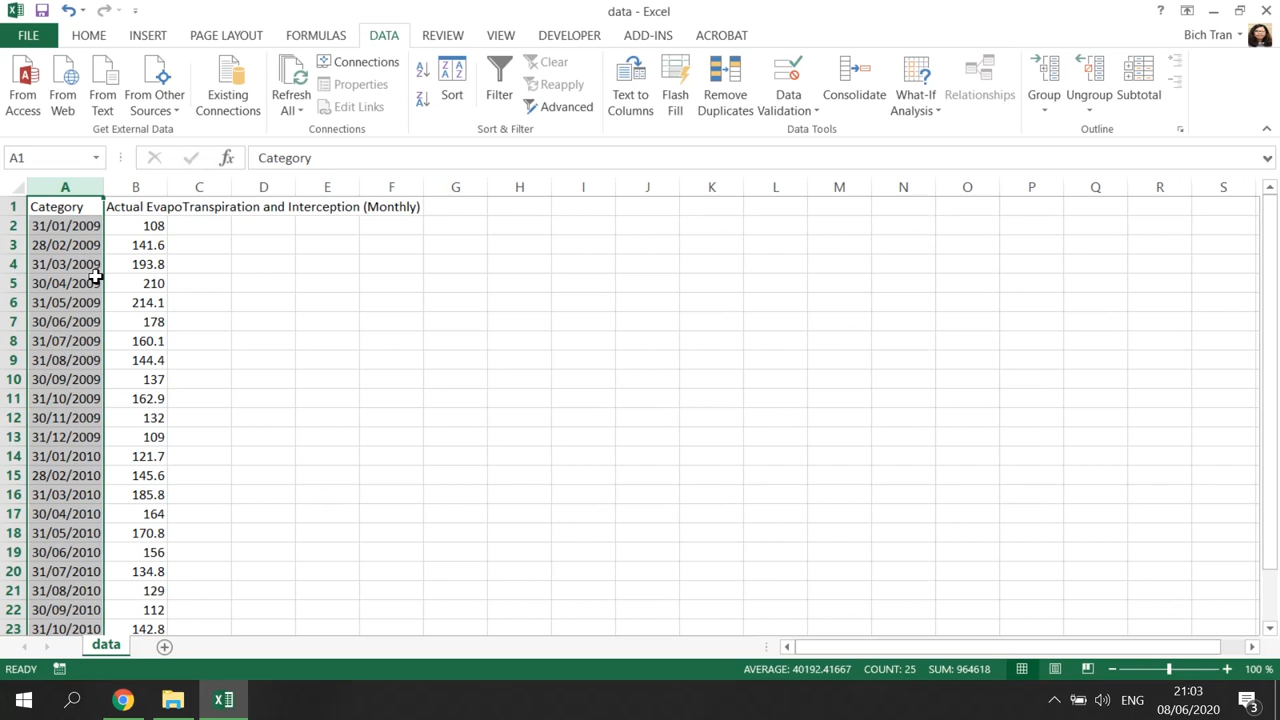 data - Excel
?
FILE HOME INSERT PAGE LAYOUT FORMULAS DATA REVIEW VIEW DEVELOPER ADD-INS ACROBAT Bich Tran
From Access
From Web
From Text
From Other Sources
Existing Connections
Get External Data
Refresh All
Connections
Properties
Edit Links
Connections
Sort
Filter
Clear
Reapply
Advanced
Sort & Filter
Text to Columns
Flash Fill
Remove Duplicates
Data Validation
Consolidate
What-If Analysis
Relationships
Data Tools
Group
Ungroup
Subtotal
Outline
A1 fx Category
A B C D E F G H I J K L M N O P Q R S
1 Category Actual EvapoTranspiration and Interception (Monthly)
2 31/01/2009 108
3 28/02/2009 141.6
4 31/03/2009 193.8
5 30/04/2009 210
6 31/05/2009 214.1
7 30/06/2009 178
8 31/07/2009 160.1
9 31/08/2009 144.4
10 30/09/2009 137
11 31/10/2009 162.9
12 30/11/2009 132
13 31/12/2009 109
14 31/01/2010 121.7
15 28/02/2010 145.6
16 31/03/2010 185.8
17 30/04/2010 164
18 31/05/2010 170.8
19 30/06/2010 156
20 31/07/2010 134.8
21 31/08/2010 129
22 30/09/2010 112
23 31/10/2010 142.8
data
READY AVERAGE: 40192.41667 COUNT: 25 SUM: 964618 100 %
ENG 21:03
08/06/2020 3